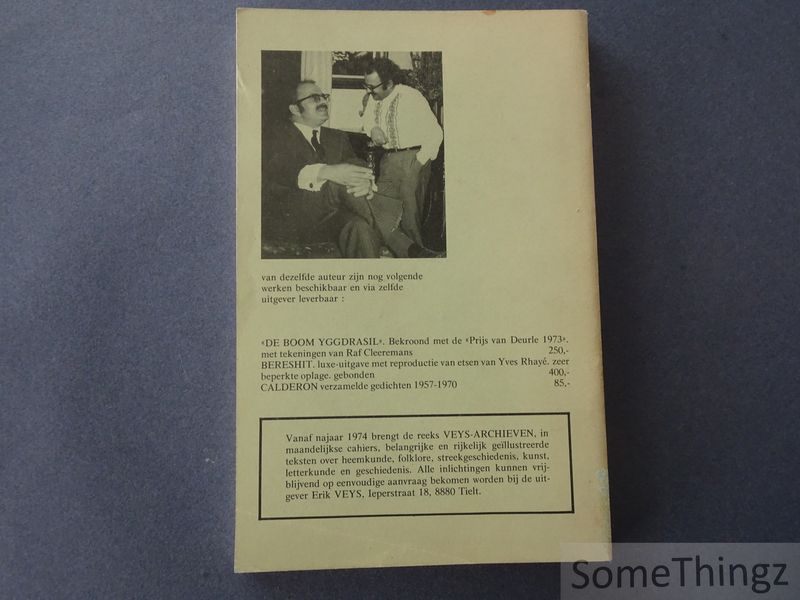 van dezelfde auteur zijn nog volgende
werken beschikbaar en via zelfde
uitgever leverbaar :
«DE BOOM YGGDRASIL». Bekroond met de «Prijs van Deurle 1973».
met tekeningen van Raf Cleeremans 250,-
BERESHIT. luxe-uitgave met reproductie van etsen van Yves Rhayé. zeer
beperkte oplage. gebonden 400,-
CALDERON verzamelde gedichten 1957-1970 85,-
Vanaf najaar 1974 brengt de reeks VEYS-ARCHIEVEN, in
maandelijkse cahiers, belangrijke en rijkelijk geïllustreerde
teksten over heemkunde, folklore, streekgeschiedenis, kunst,
letterkunde en geschiedenis. Alle inlichtingen kunnen vrij-
blijvend op eenvoudige aanvraag bekomen worden bij de uit-
gever Erik VEYS, Ieperstraat 18, 8880 Tielt.
SomeThingz